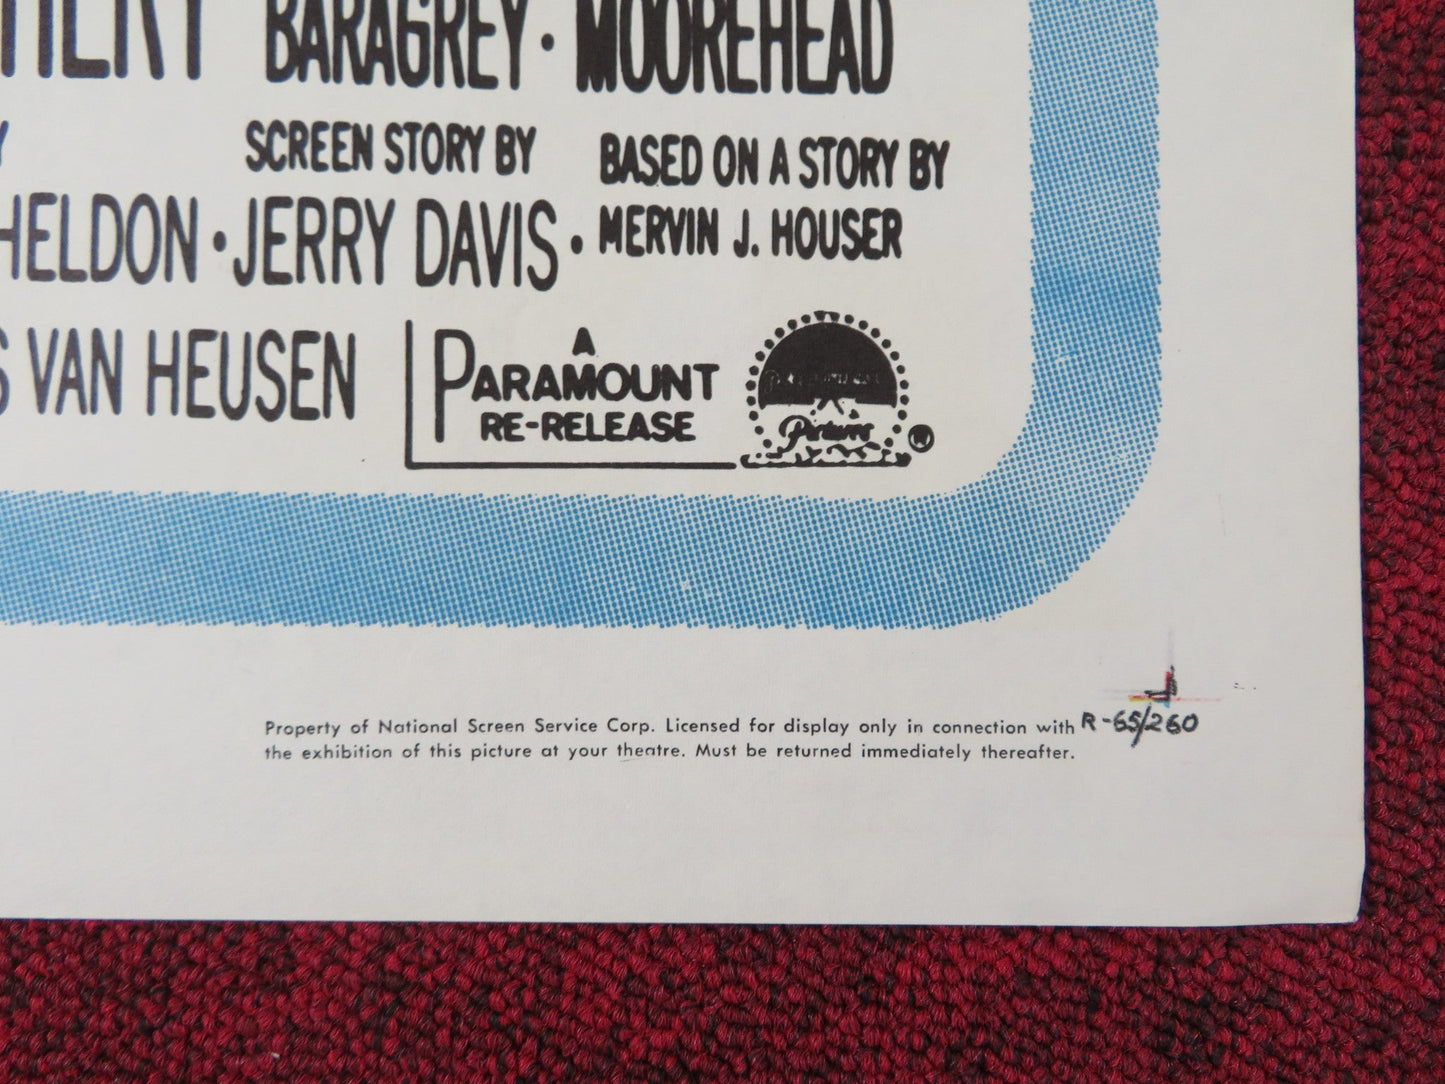 BARAGREY · MOOREHEAD
SCREEN STORY BY
BASED ON A STORY BY
HELDON · JERRY DAVIS · MERVIN J. HOUSER
S VAN HEUSEN
A
PARAMOUNT
RE-RELEASE
Picture
®
Property of National Screen Service Corp. Licensed for display only in connection with
the exhibition of this picture at your theatre. Must be returned immediately thereafter.
R-65/260